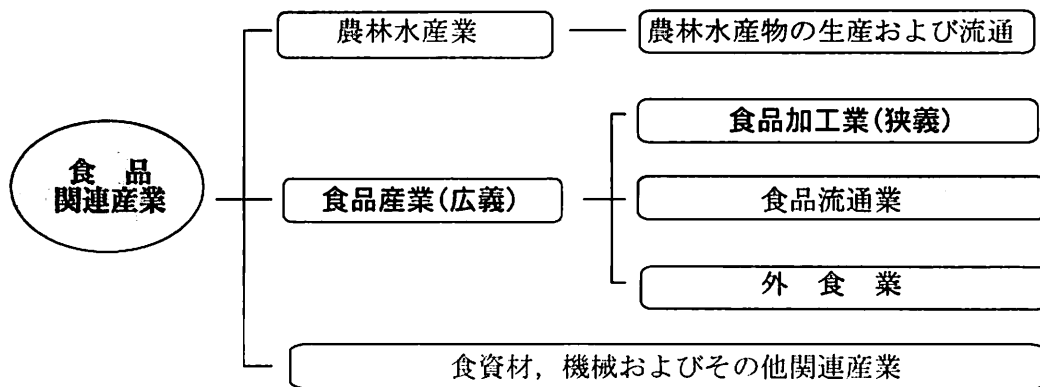 農林水産業
農林水産物の生産および流通
食品加工業(狭義)
食品
関連産業
食品産業(広義)
食品流通業
外食業
食資材，機械およびその他関連産業